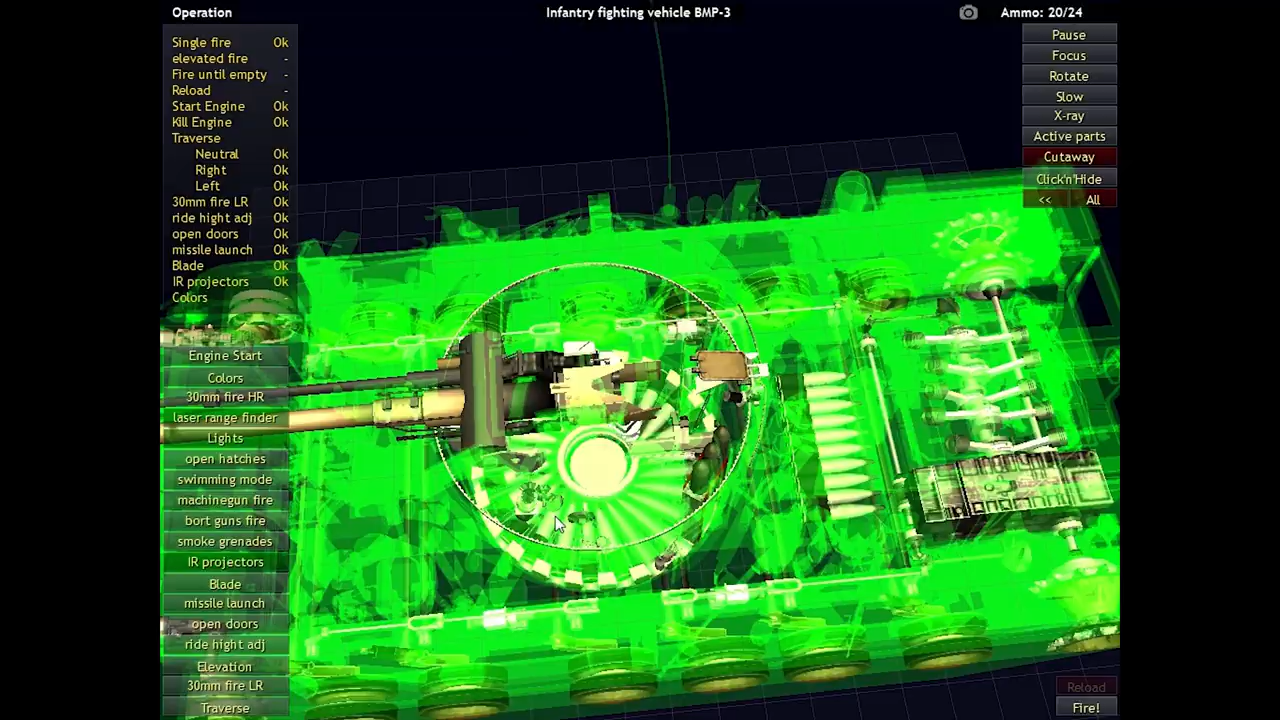 Operation
Infantry fighting vehicle BMP-3
Ammo: 20/24
Single fire Ok
elevated fire -
Fire until empty -
Reload -
Start Engine Ok
Kill Engine Ok
Traverse
Neutral Ok
Right Ok
Left Ok
30mm fire LR Ok
ride hight adj Ok
open doors Ok
missile launch Ok
Blade Ok
IR projectors Ok
Colors -
Engine Start
Colors
30mm fire HR
laser range finder
Lights
open hatches
swimming mode
machinegun fire
bort guns fire
smoke grenades
IR projectors
Blade
missile launch
open doors
ride hight adj
Elevation
30mm fire LR
Traverse
Pause
Focus
Rotate
Slow
X-ray
Active parts
Cutaway
Click'n'Hide
<< All
Reload
Fire!